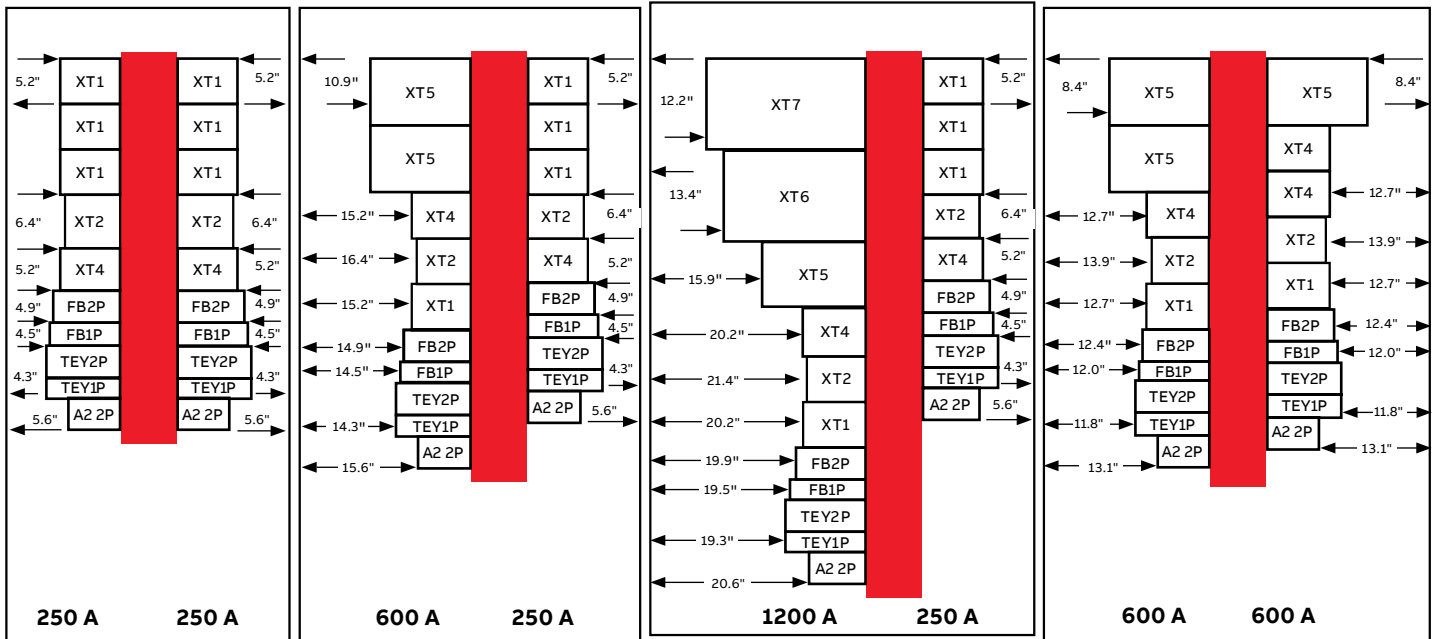 5.2"
XT1
XT1
5.2"
XT1
XT1
XT1
XT1
6.4"
XT2
XT2
6.4"
5.2"
XT4
XT4
5.2"
4.9"
FB2P
FB2P
4.9"
4.5"
FB1P
FB1P
4.5"
TEY2P
TEY2P
4.3"
TEY1P
TEY1P
4.3"
5.6"
A2 2P
A2 2P
5.6"
250 A
250 A
10.9"
XT5
XT1
5.2"
XT5
XT1
XT1
15.2"
XT4
XT2
6.4"
16.4"
XT2
XT4
5.2"
15.2"
XT1
FB2P
4.9"
14.9"
FB2P
FB1P
4.5"
14.5"
FB1P
TEY2P
TEY2P
TEY1P
4.3"
14.3"
TEY1P
A2 2P
5.6"
15.6"
A2 2P
600 A
250 A
12.2"
XT7
XT1
5.2"
XT1
XT1
13.4"
XT6
XT2
6.4"
15.9"
XT5
XT4
5.2"
FB2P
4.9"
20.2"
XT4
FB1P
4.5"
TEY2P
21.4"
XT2
TEY1P
4.3"
20.2"
XT1
A2 2P
5.6"
19.9"
FB2P
19.5"
FB1P
TEY2P
19.3"
TEY1P
20.6"
A2 2P
1200 A
250 A
8.4"
XT5
XT5
8.4"
XT5
XT4
XT4
12.7"
12.7"
XT4
XT2
13.9"
13.9"
XT2
XT1
12.7"
12.7"
XT1
FB2P
12.4"
12.4"
FB2P
FB1P
12.0"
12.0"
FB1P
TEY2P
TEY2P
TEY1P
11.8"
11.8"
TEY1P
A2 2P
13.1"
13.1"
A2 2P
600 A
600 A